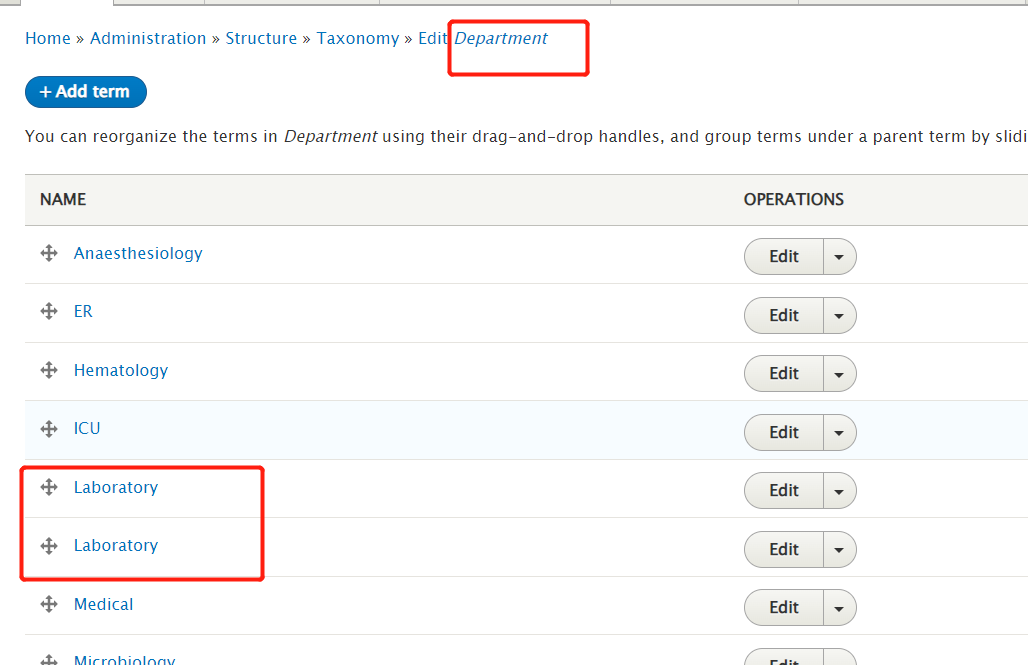 Home » Administration » Structure » Taxonomy » Edit Department
+ Add term
You can reorganize the terms in Department using their drag-and-drop handles, and group terms under a parent term by slidi
NAME OPERATIONS
Anaesthesiology Edit
ER Edit
Hematology Edit
ICU Edit
Laboratory Edit
Laboratory Edit
Medical Edit
Microbiology Edit